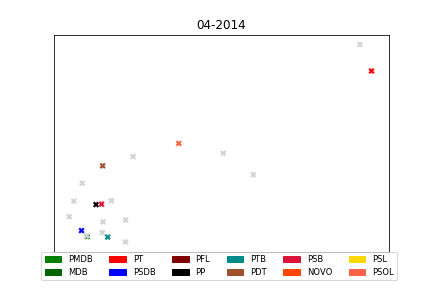 04-2014
PMDB PT PFL PTB PSB PSL
MDB PSDB PP PDT NOVO PSOL